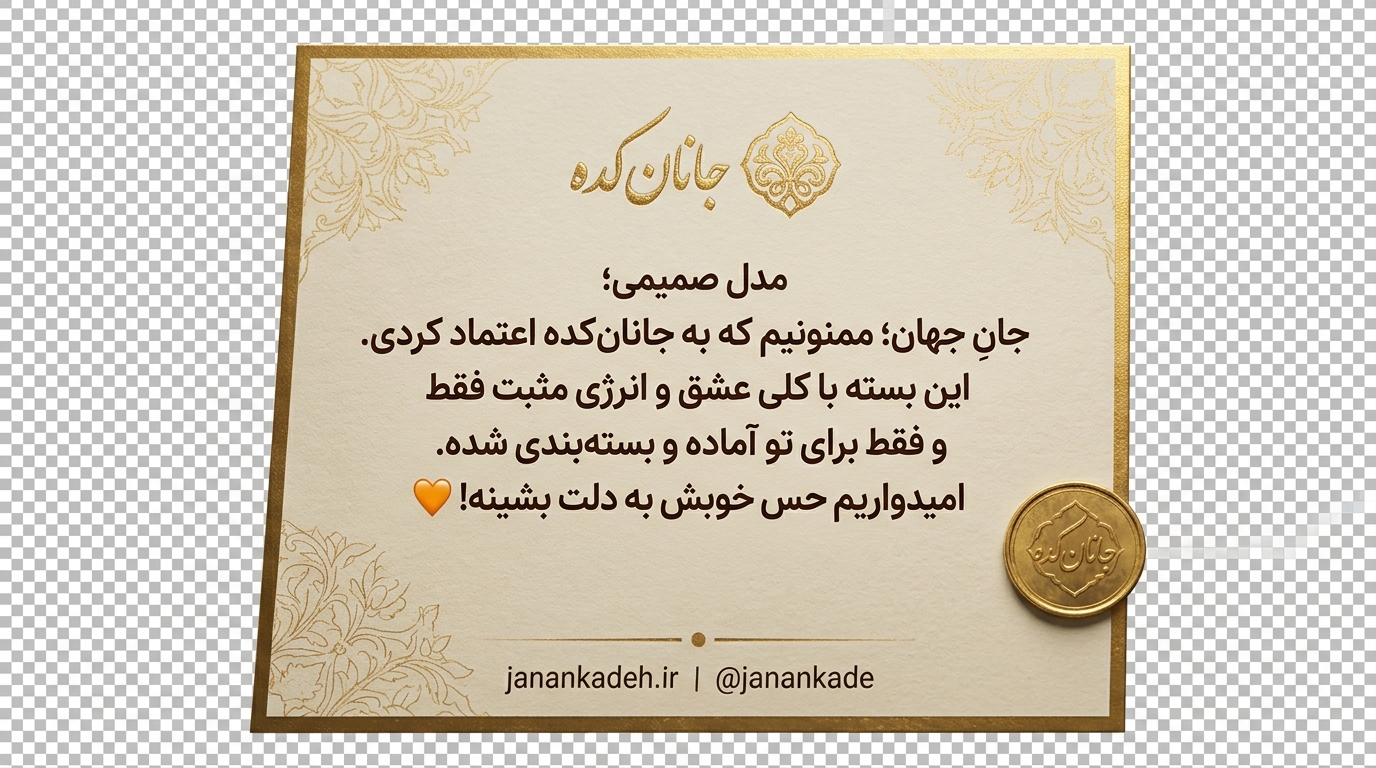 جانان کده
مدل صمیمی؛
جانِ جهان؛ ممنونیم که به جانان‌کده اعتماد کردی.
این بسته با کلی عشق و انرژی مثبت فقط
و فقط برای تو آماده و بسته‌بندی شده.
امیدواریم حس خوبش به دلت بشینه! 🧡
جانان کده
janankadeh.ir | @janankade